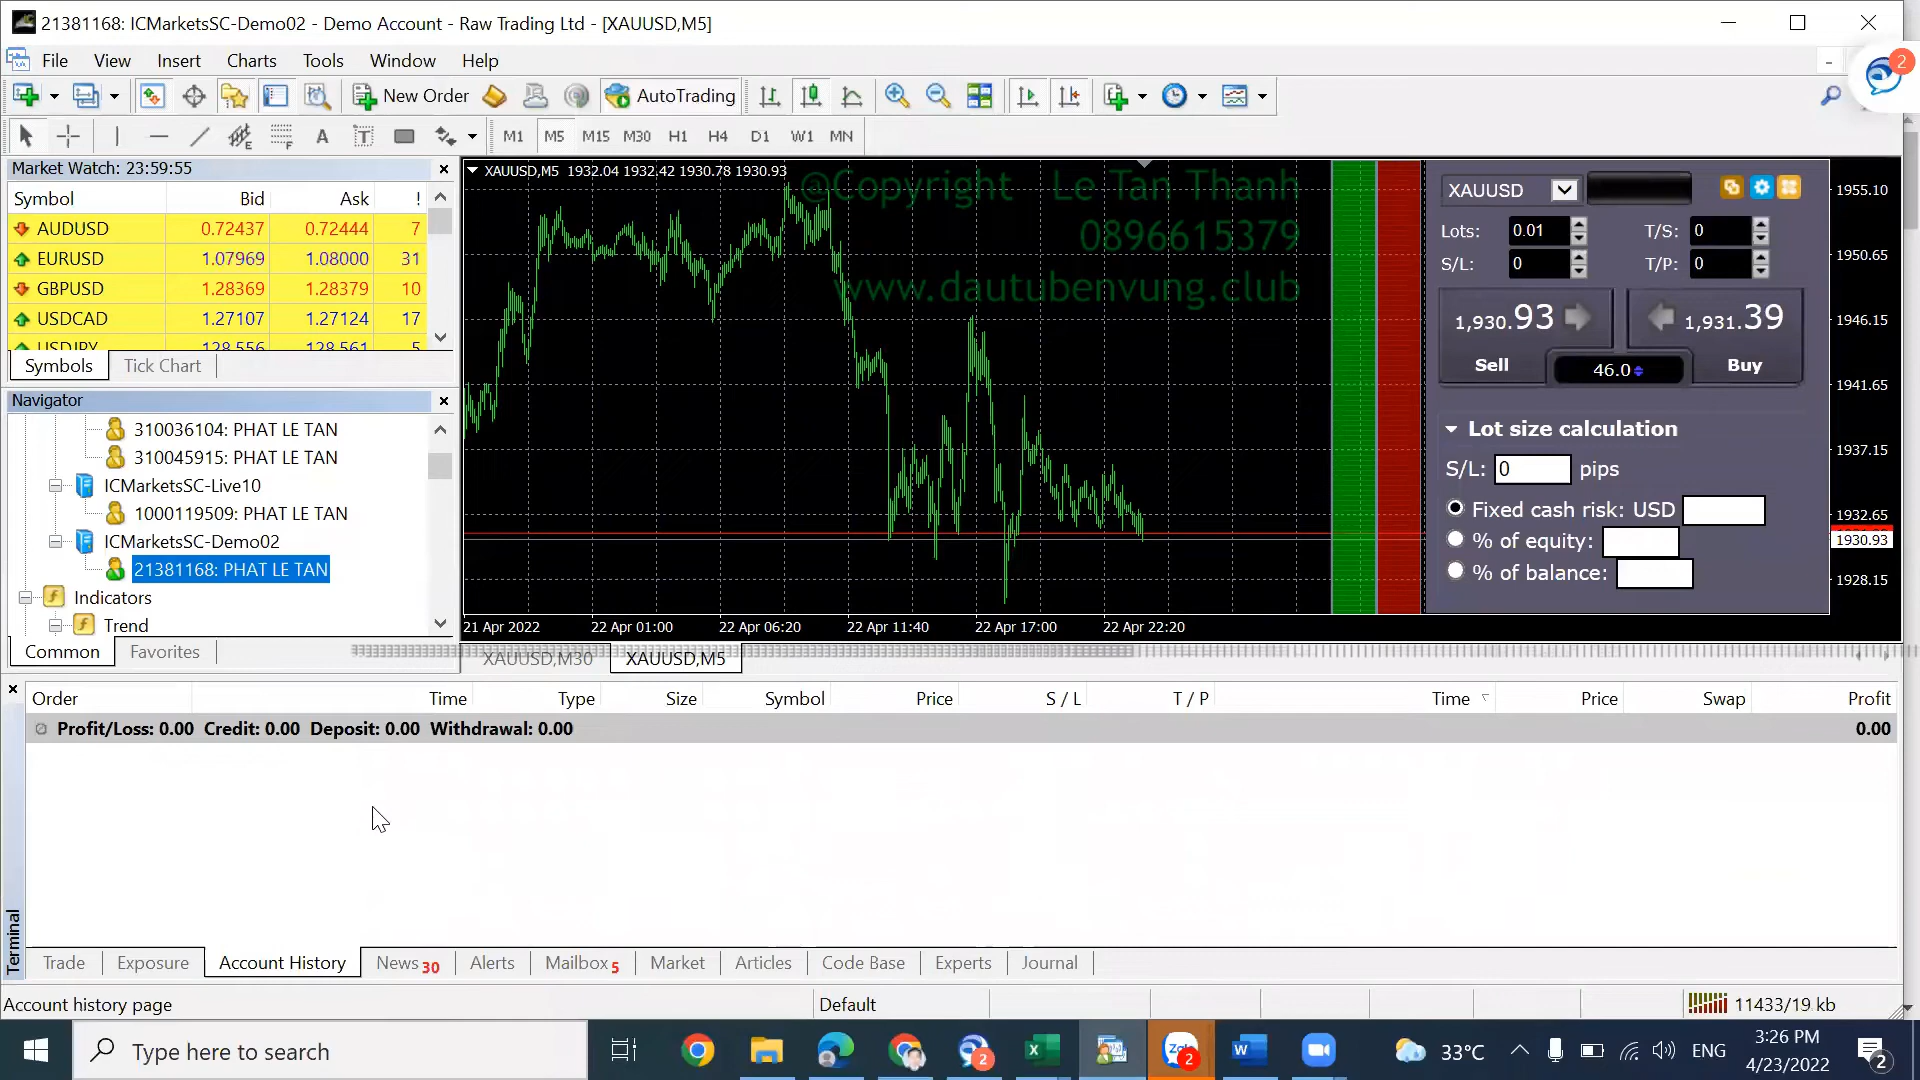 21381168: ICMarketsSC-Demo02 - Demo Account - Raw Trading Ltd - [XAUUSD,M5]
File View Insert Charts Tools Window Help
2
New Order AutoTrading
A T M1 M5 M15 M30 H1 H4 D1 W1 MN
Market Watch: 23:59:55
Symbol Bid Ask !
AUDUSD 0.72437 0.72444 7
EURUSD 1.07969 1.08000 31
GBPUSD 1.28369 1.28379 10
USDCAD 1.27107 1.27124 17
USDJPY 128.556 128.561 5
Symbols Tick Chart
Navigator
310036104: PHAT LE TAN
310045915: PHAT LE TAN
ICMarketsSC-Live10
1000119509: PHAT LE TAN
ICMarketsSC-Demo02
21381168: PHAT LE TAN
Indicators
Trend
Common Favorites
XAUUSD,M5 1932.04 1932.42 1930.78 1930.93
@Copyright Le Tan Thanh
0896615379
www.dautubenvung.club
XAUUSD
Lots: 0.01 T/S: 0
S/L: 0 T/P: 0
1,930.93 1,931.39
Sell 46.0 Buy
Lot size calculation
S/L: 0 pips
Fixed cash risk: USD
% of equity:
% of balance:
1955.10
1950.65
1946.15
1941.65
1937.15
1932.65
1930.93
1928.15
21 Apr 2022 22 Apr 01:00 22 Apr 06:20 22 Apr 11:40 22 Apr 17:00 22 Apr 22:20
XAUUSD,M30 XAUUSD,M5
Order Time Type Size Symbol Price S / L T / P Time Price Swap Profit
Profit/Loss: 0.00 Credit: 0.00 Deposit: 0.00 Withdrawal: 0.00 0.00
Terminal
Trade Exposure Account History News 30 Alerts Mailbox 5 Market Articles Code Base Experts Journal
Account history page Default 11433/19 kb
Type here to search 2 2 33°C ENG 3:26 PM
4/23/2022 2